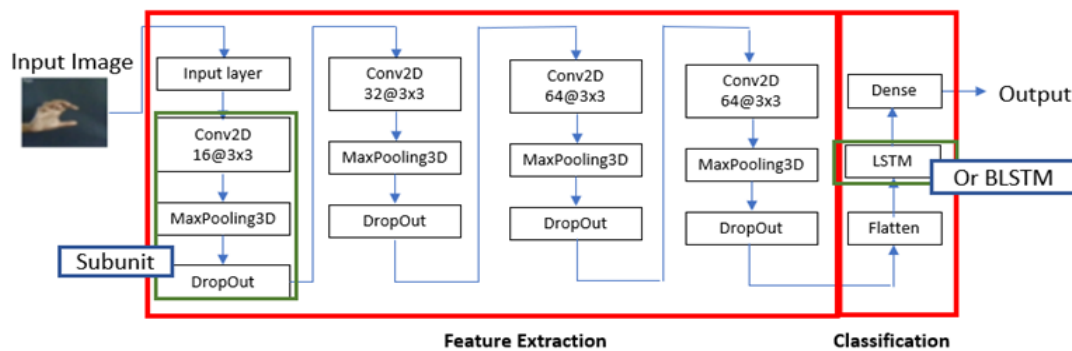 Input Image
Input layer
Conv2D
16@3x3
MaxPooling3D
DropOut
Subunit
Conv2D
32@3x3
MaxPooling3D
DropOut
Conv2D
64@3x3
MaxPooling3D
DropOut
Conv2D
64@3x3
MaxPooling3D
DropOut
Dense
LSTM
Or BLSTM
Flatten
Output
Feature Extraction
Classification